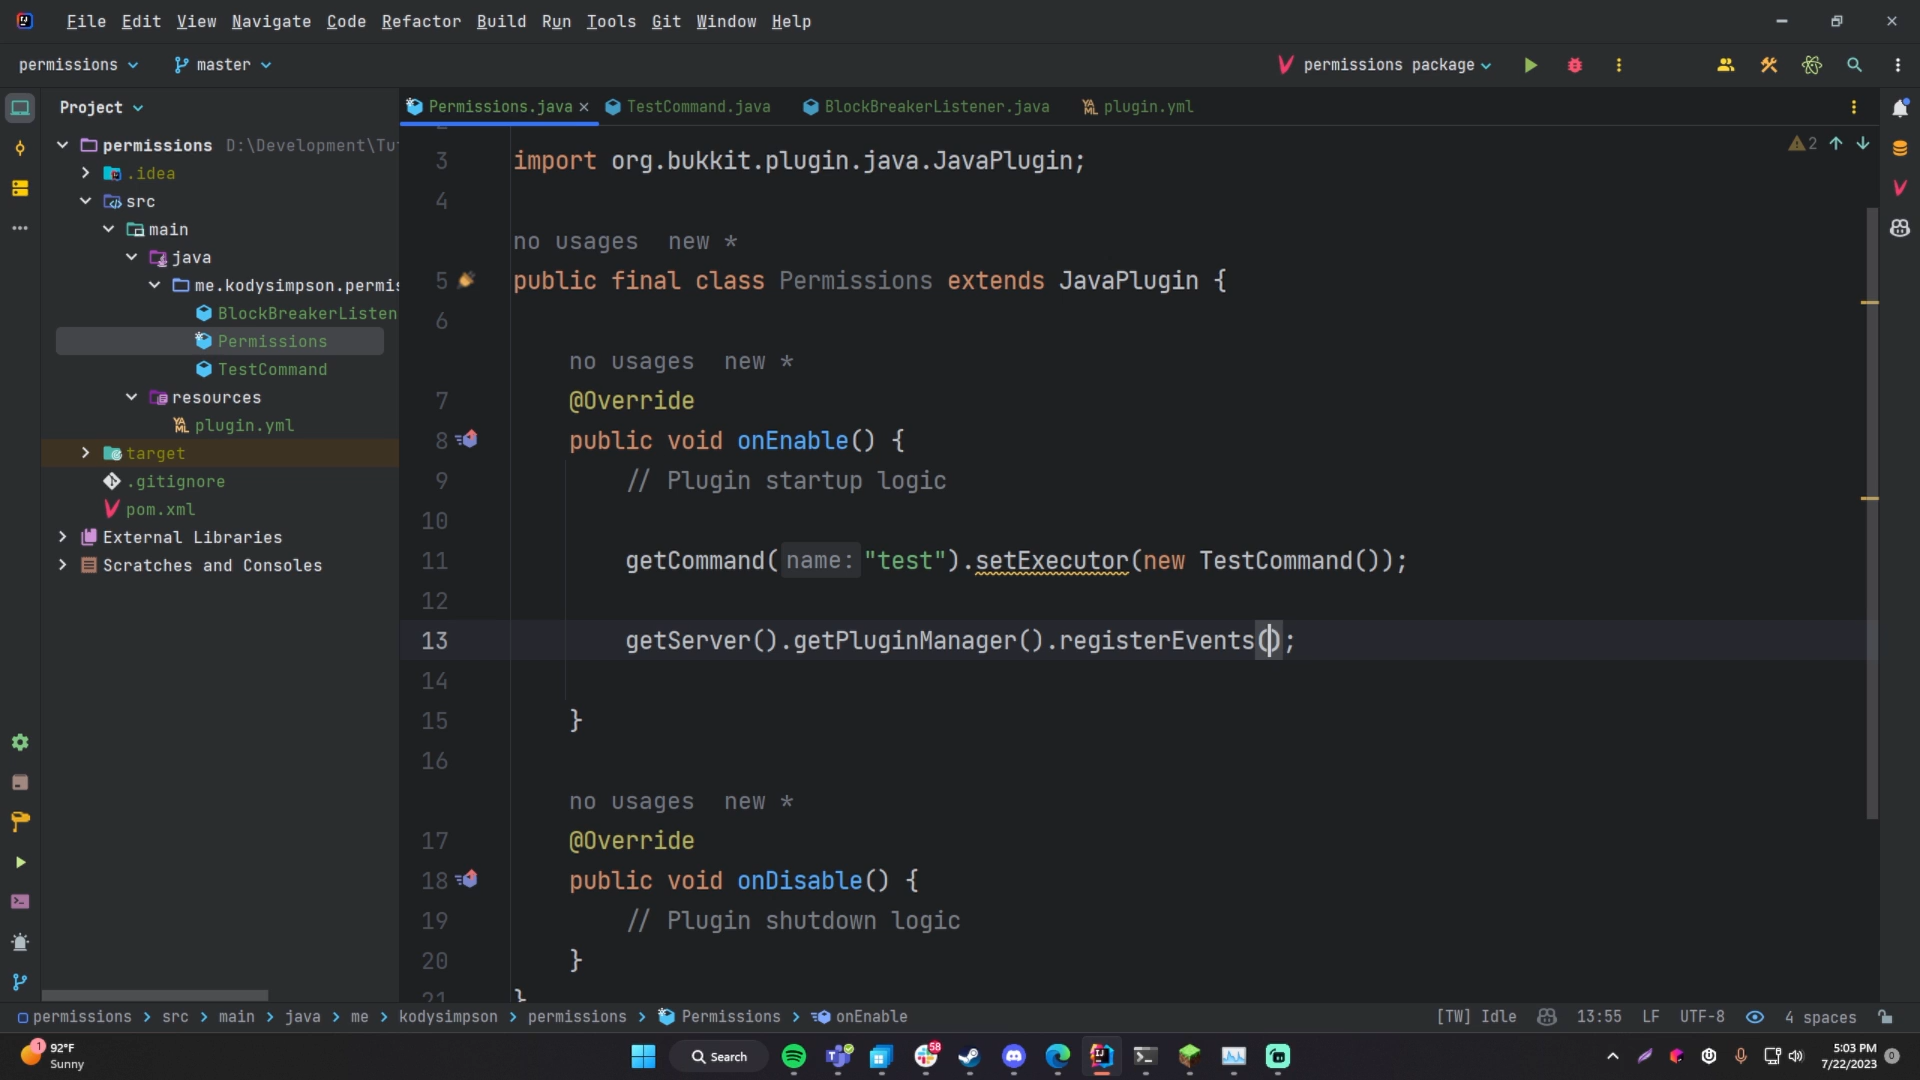 File Edit View Navigate Code Refactor Build Run Tools Git Window Help
permissions master permissions package
Project
Permissions.java TestCommand.java BlockBreakerListener.java plugin.yml
permissions D:\Development\Tut
.idea
src
main
java
me.kodysimpson.permis
BlockBreakerListen
Permissions
TestCommand
resources
plugin.yml
target
.gitignore
pom.xml
External Libraries
Scratches and Consoles
2
3 import org.bukkit.plugin.java.JavaPlugin;
4
no usages new *
5 public final class Permissions extends JavaPlugin {
6
no usages new *
7 @Override
8 public void onEnable() {
9 // Plugin startup logic
10
11 getCommand( name: "test").setExecutor(new TestCommand());
12
13 getServer().getPluginManager().registerEvents();
14
15 }
16
no usages new *
17 @Override
18 public void onDisable() {
19 // Plugin shutdown logic
20 }
21 }
permissions > src > main > java > me > kodysimpson > permissions > Permissions > onEnable
[TW] Idle 13:55 LF UTF-8 4 spaces
1 92°F
Sunny
Search
58
5:03 PM
7/22/2023